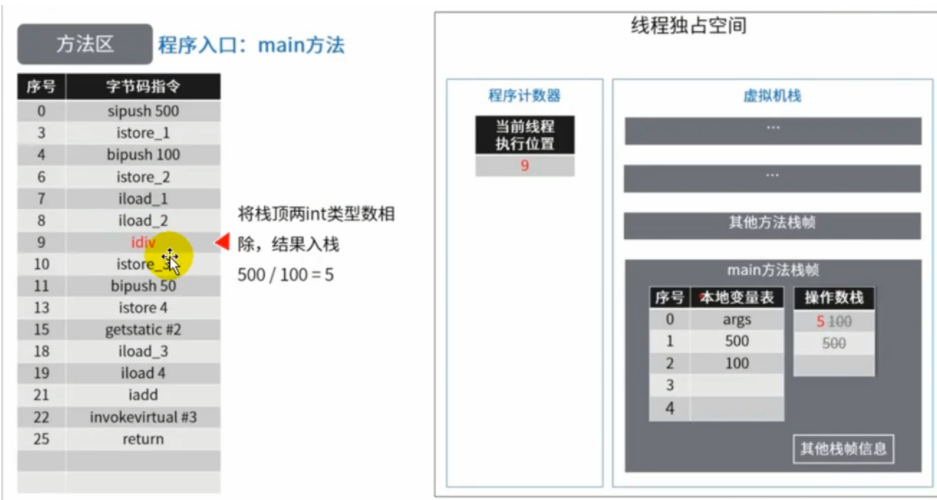 方法区 程序入口：main方法
序号 字节码指令
0 sipush 500
3 istore_1
4 bipush 100
6 istore_2
7 iload_1
8 iload_2
9 idiv
10 istore_3
11 bipush 50
13 istore 4
15 getstatic #2
18 iload_3
19 iload 4
21 iadd
22 invokevirtual #3
25 return
将栈顶两int类型数相
除，结果入栈
500 / 100 = 5
线程独占空间
程序计数器
当前线程
执行位置
9
虚拟机栈
...
...
其他方法栈帧
main方法栈帧
序号 本地变量表
0 args
1 500
2 100
3
4
操作数栈
5 100
500
其他栈帧信息